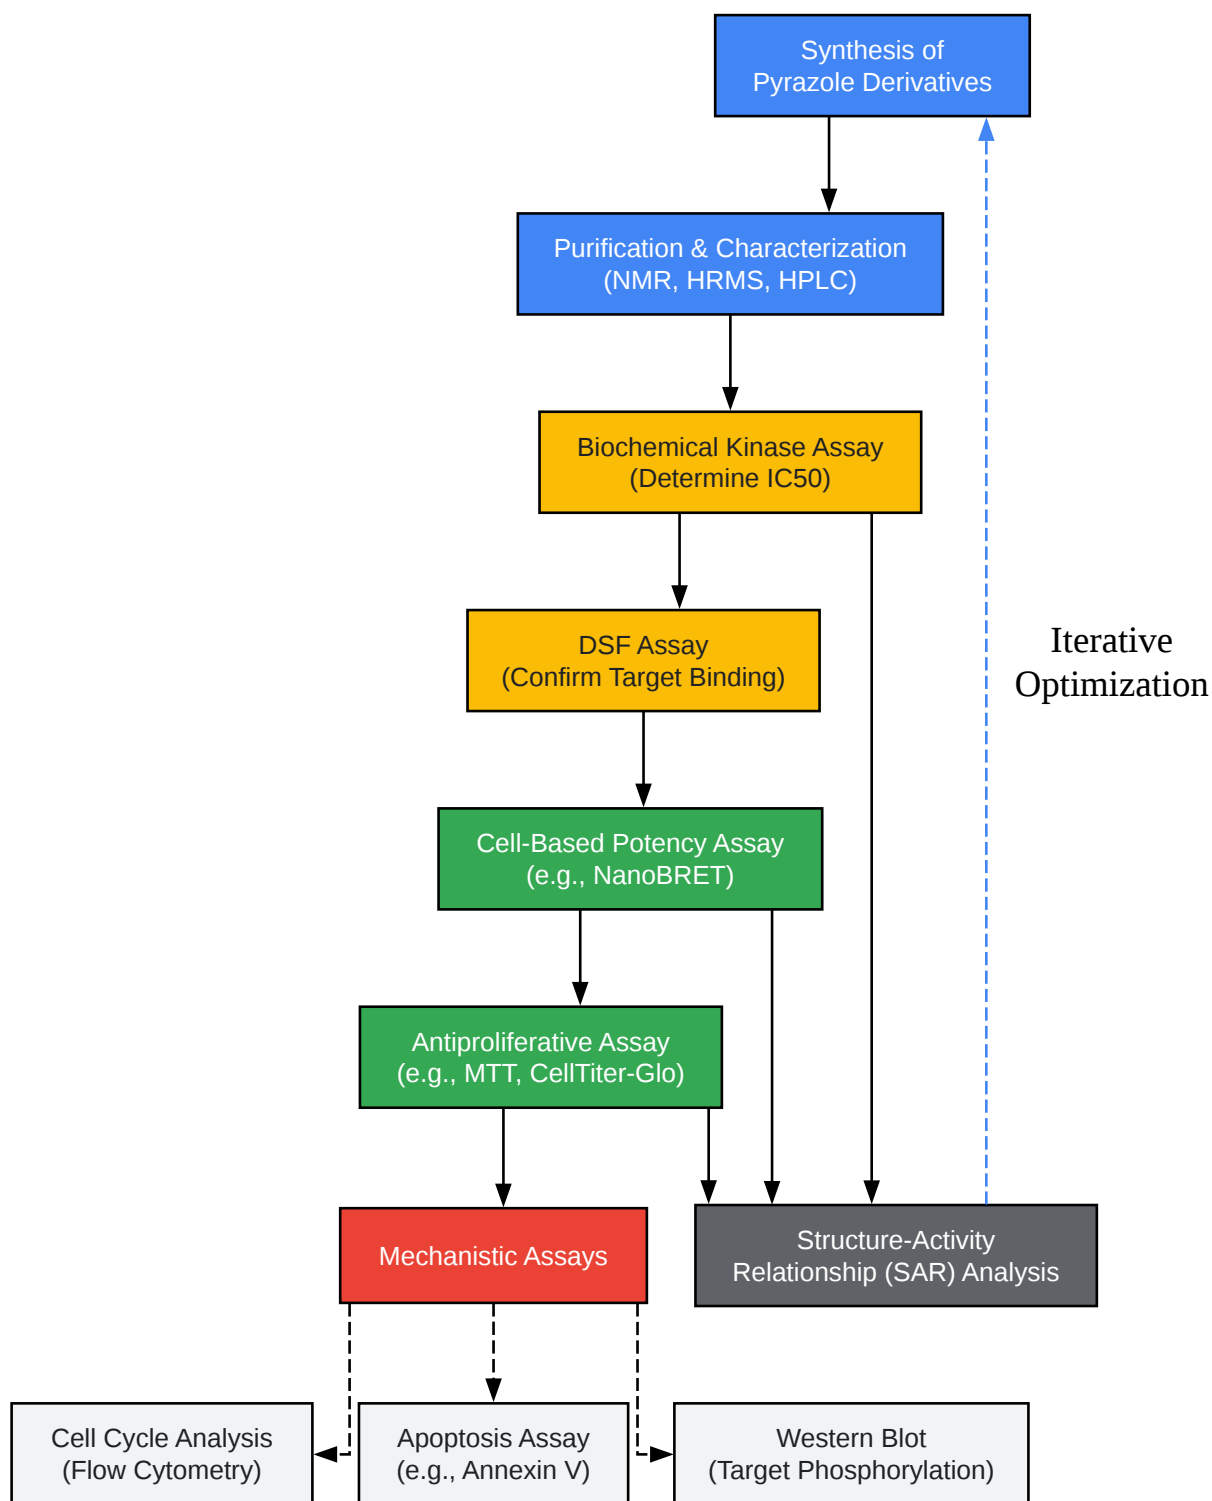 Synthesis of
Pyrazole Derivatives
Purification & Characterization
(NMR, HRMS, HPLC)
Biochemical Kinase Assay
(Determine IC50)
DSF Assay
(Confirm Target Binding)
Iterative
Optimization
Cell-Based Potency Assay
(e.g., NanoBRET)
Antiproliferative Assay
(e.g., MTT, CellTiter-Glo)
Mechanistic Assays
Structure-Activity
Relationship (SAR) Analysis
Cell Cycle Analysis
(Flow Cytometry)
Apoptosis Assay
(e.g., Annexin V)
Western Blot
(Target Phosphorylation)